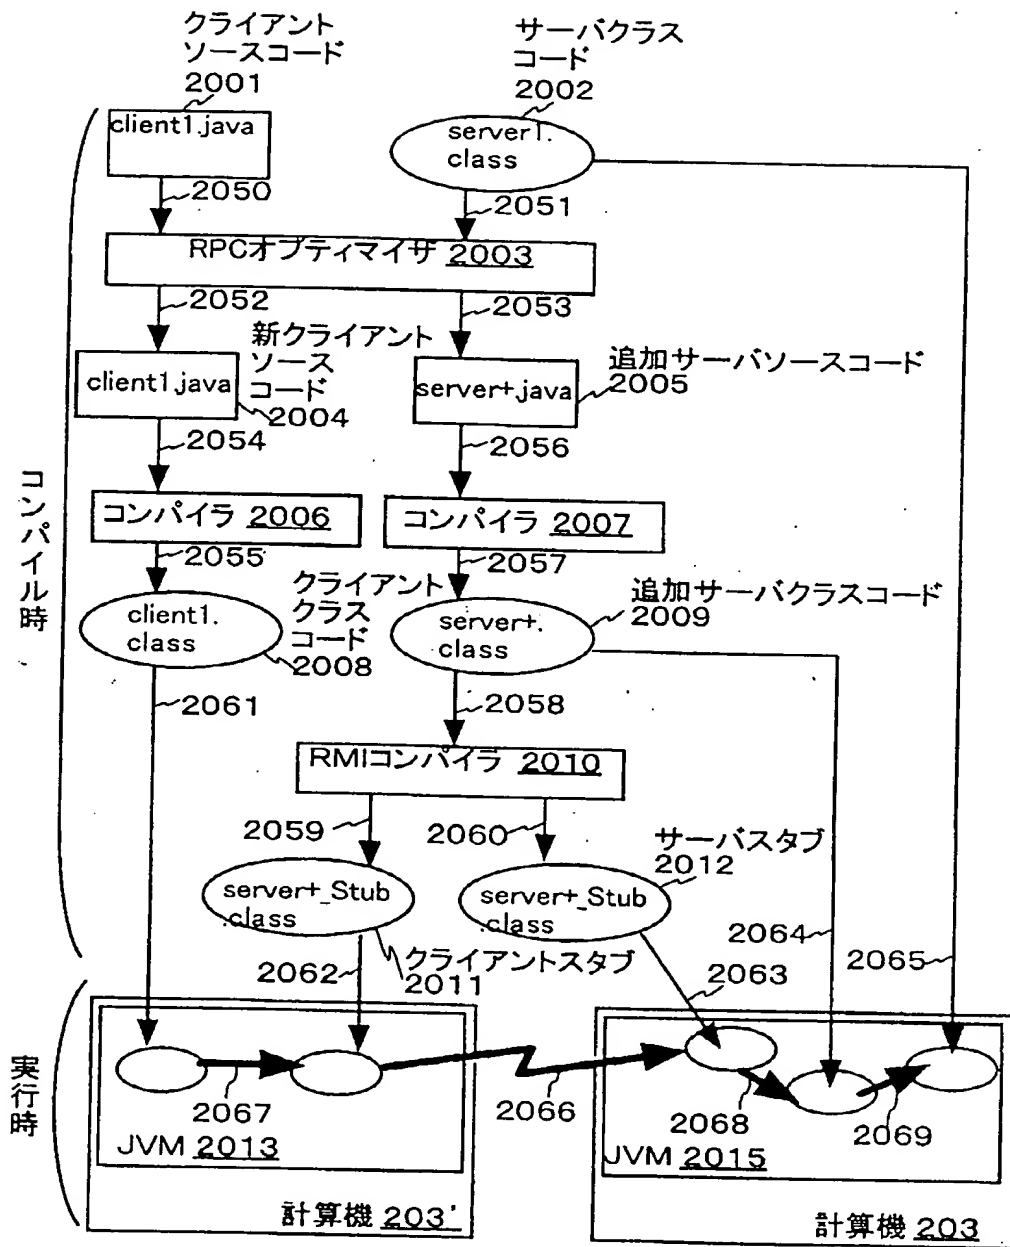 クライアント
ソースコード
2001
サーバクラス
コード
2002
client1.java
server1.
class
2050
2051
RPCオプティマイザ 2003
2052
2053
新クライアント
ソース
コード
2004
client1.java
server+.java
追加サーバソースコード
2005
2054
2056
コンパイル時
コンパイラ 2006
コンパイラ 2007
2055
2057
クライアント
クラス
コード
2008
client1.
class
server+.
class
追加サーバクラスコード
2009
2061
2058
RMIコンパイラ 2010
2059
2060
サーバスタブ
2012
server+_Stub
.class
server+_Stub
.class
2062
クライアントスタブ
2011
2063
2064
2065
実行時
2067
2066
2068
2069
JVM 2013
JVM 2015
計算機 203'
計算機 203